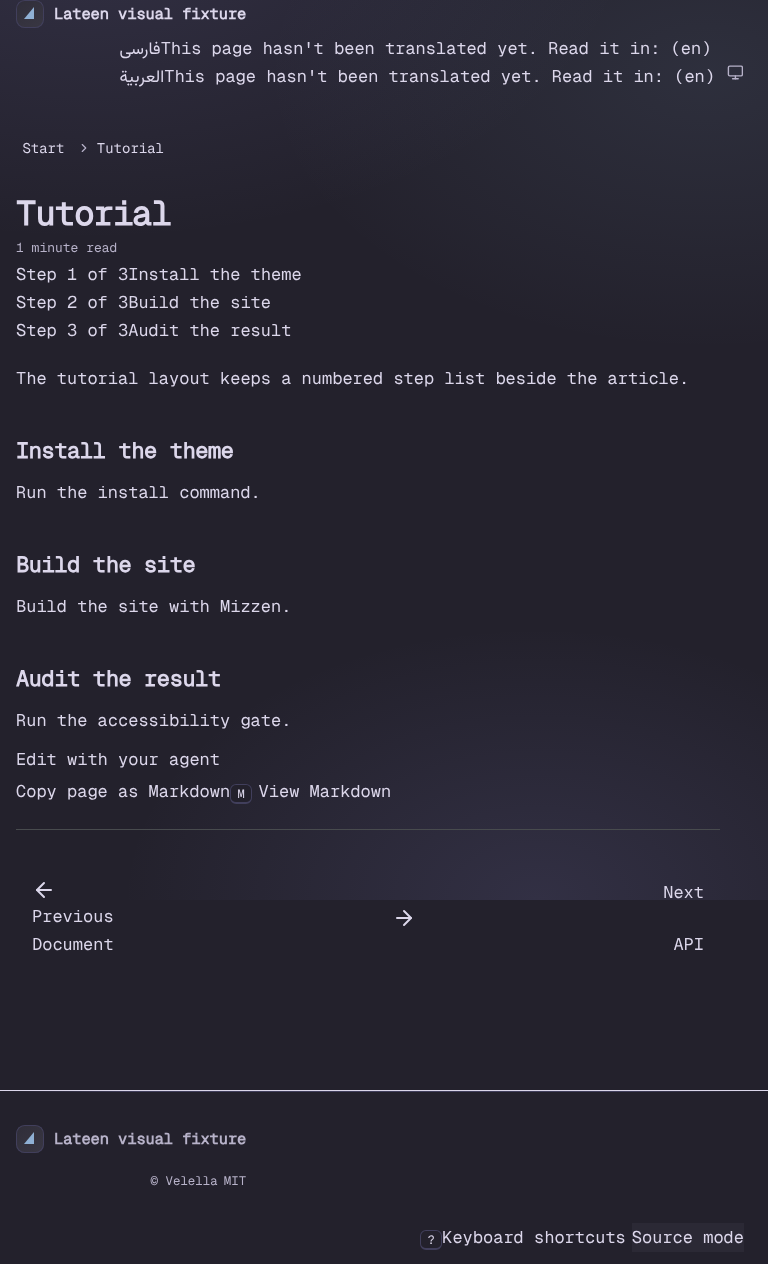 Lateen visual fixture
فارسیThis page hasn't been translated yet. Read it in: (en)
العربيةThis page hasn't been translated yet. Read it in: (en)
Start > Tutorial
Tutorial
1 minute read
Step 1 of 3Install the theme
Step 2 of 3Build the site
Step 3 of 3Audit the result
The tutorial layout keeps a numbered step list beside the article.
Install the theme
Run the install command.
Build the site
Build the site with Mizzen.
Audit the result
Run the accessibility gate.
Edit with your agent
Copy page as Markdown M View Markdown
Previous
Document
Next
API
Lateen visual fixture
© Velella MIT
? Keyboard shortcuts Source mode